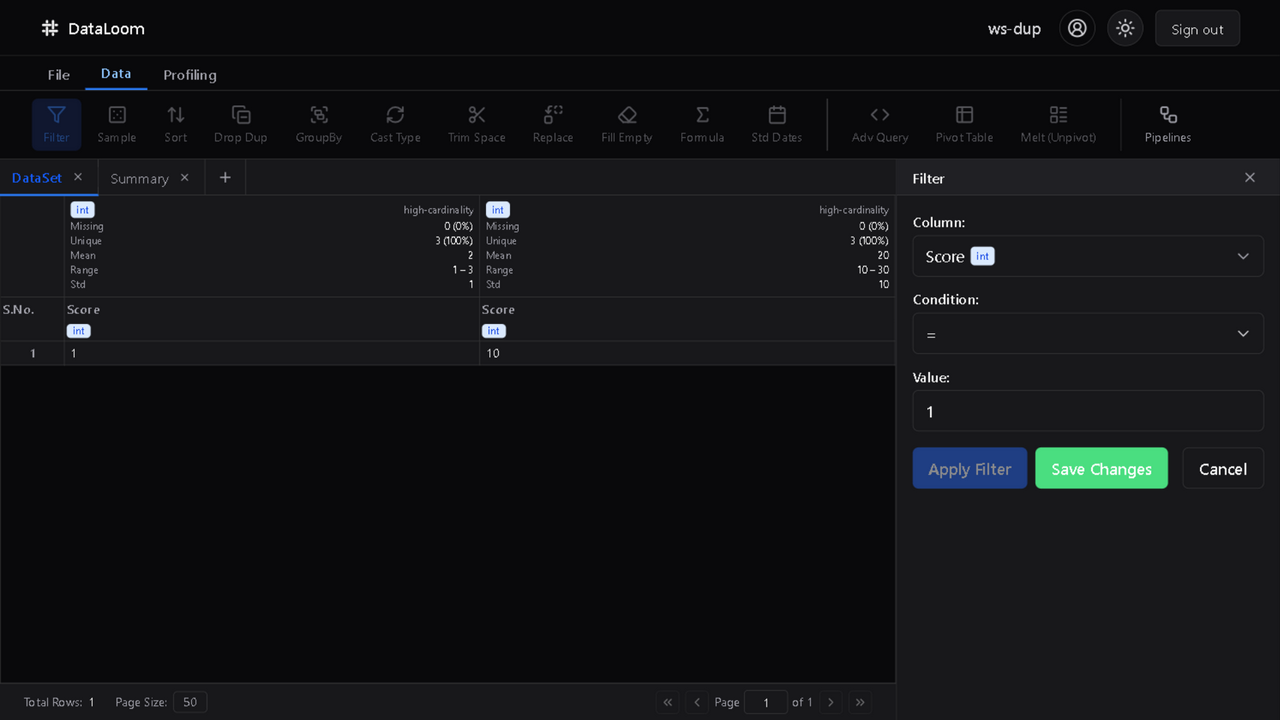 DataLoom
ws-dup
Sign out
File
Data
Profiling
Filter
Sample
Sort
Drop Dup
GroupBy
Cast Type
Trim Space
Replace
Fill Empty
Formula
Std Dates
Adv Query
Pivot Table
Melt (Unpivot)
Pipelines
DataSet
Summary
int high-cardinality
Missing 0 (0%)
Unique 3 (100%)
Mean 2
Range 1 – 3
Std 1
int high-cardinality
Missing 0 (0%)
Unique 3 (100%)
Mean 20
Range 10 – 30
Std 10
S.No. Score Score
int int
1 1 10
Total Rows: 1 Page Size: 50
« ‹ Page 1 of 1 › »
Filter
Column:
Score int
Condition:
=
Value:
1
Apply Filter
Save Changes
Cancel